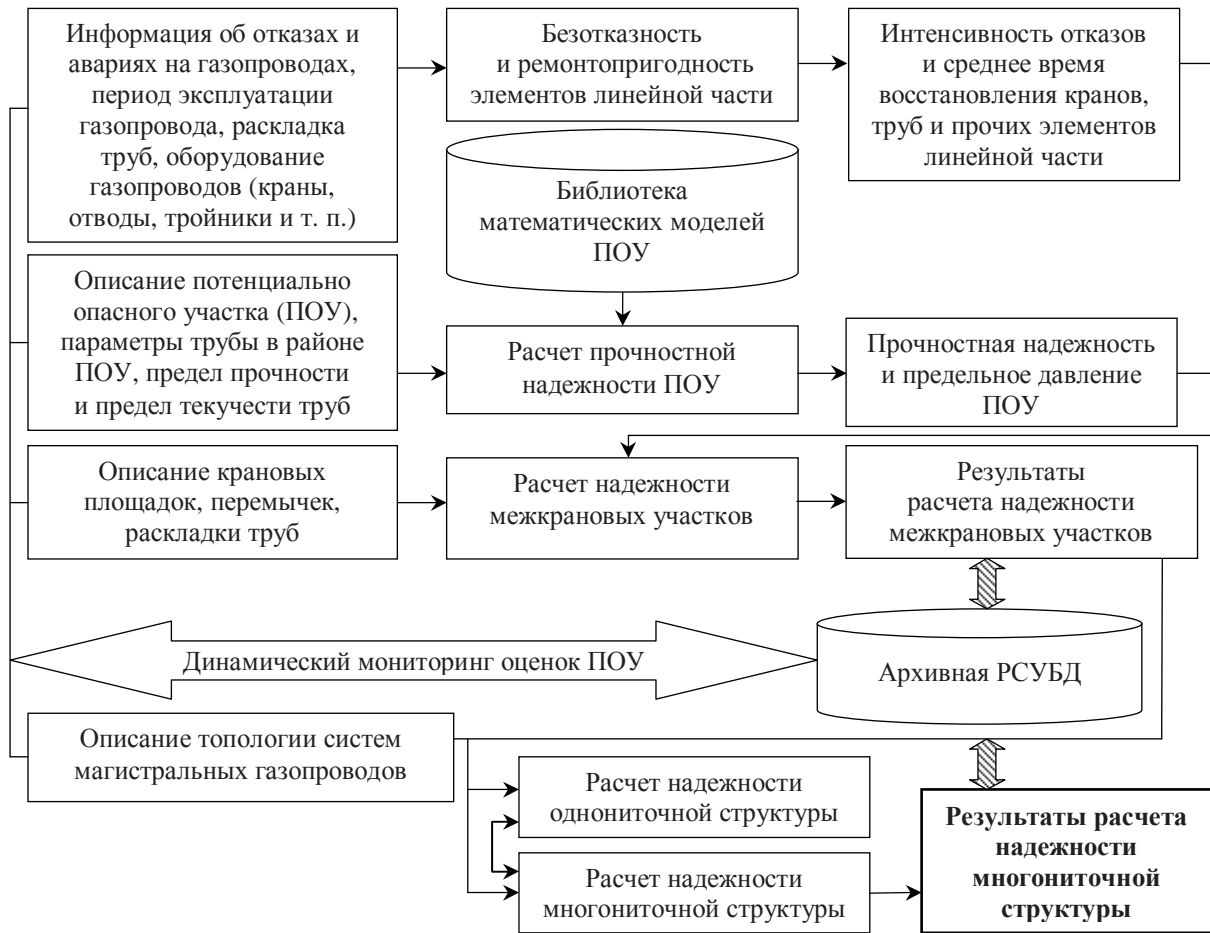 Информация об отказах и
авариях на газопроводах,
период эксплуатации
газопровода, раскладка
труб, оборудование
газопроводов (краны,
отводы, тройники и т. п.)
Безотказность
и ремонтопригодность
элементов линейной части
Интенсивность отказов
и среднее время
восстановления кранов,
труб и прочих элементов
линейной части
Библиотека
математических моделей
ПОУ
Описание потенциально
опасного участка (ПОУ),
параметры трубы в районе
ПОУ, предел прочности
и предел текучести труб
Расчет прочностной
надежности ПОУ
Прочностная надежность
и предельное давление
ПОУ
Описание крановых
площадок, перемычек,
раскладки труб
Расчет надежности
межкрановых участков
Результаты
расчета надежности
межкрановых участков
Динамический мониторинг оценок ПОУ
Архивная РСУБД
Описание топологии систем
магистральных газопроводов
Расчет надежности
однониточной структуры
Расчет надежности
многониточной структуры
Результаты расчета
надежности
многониточной
структуры